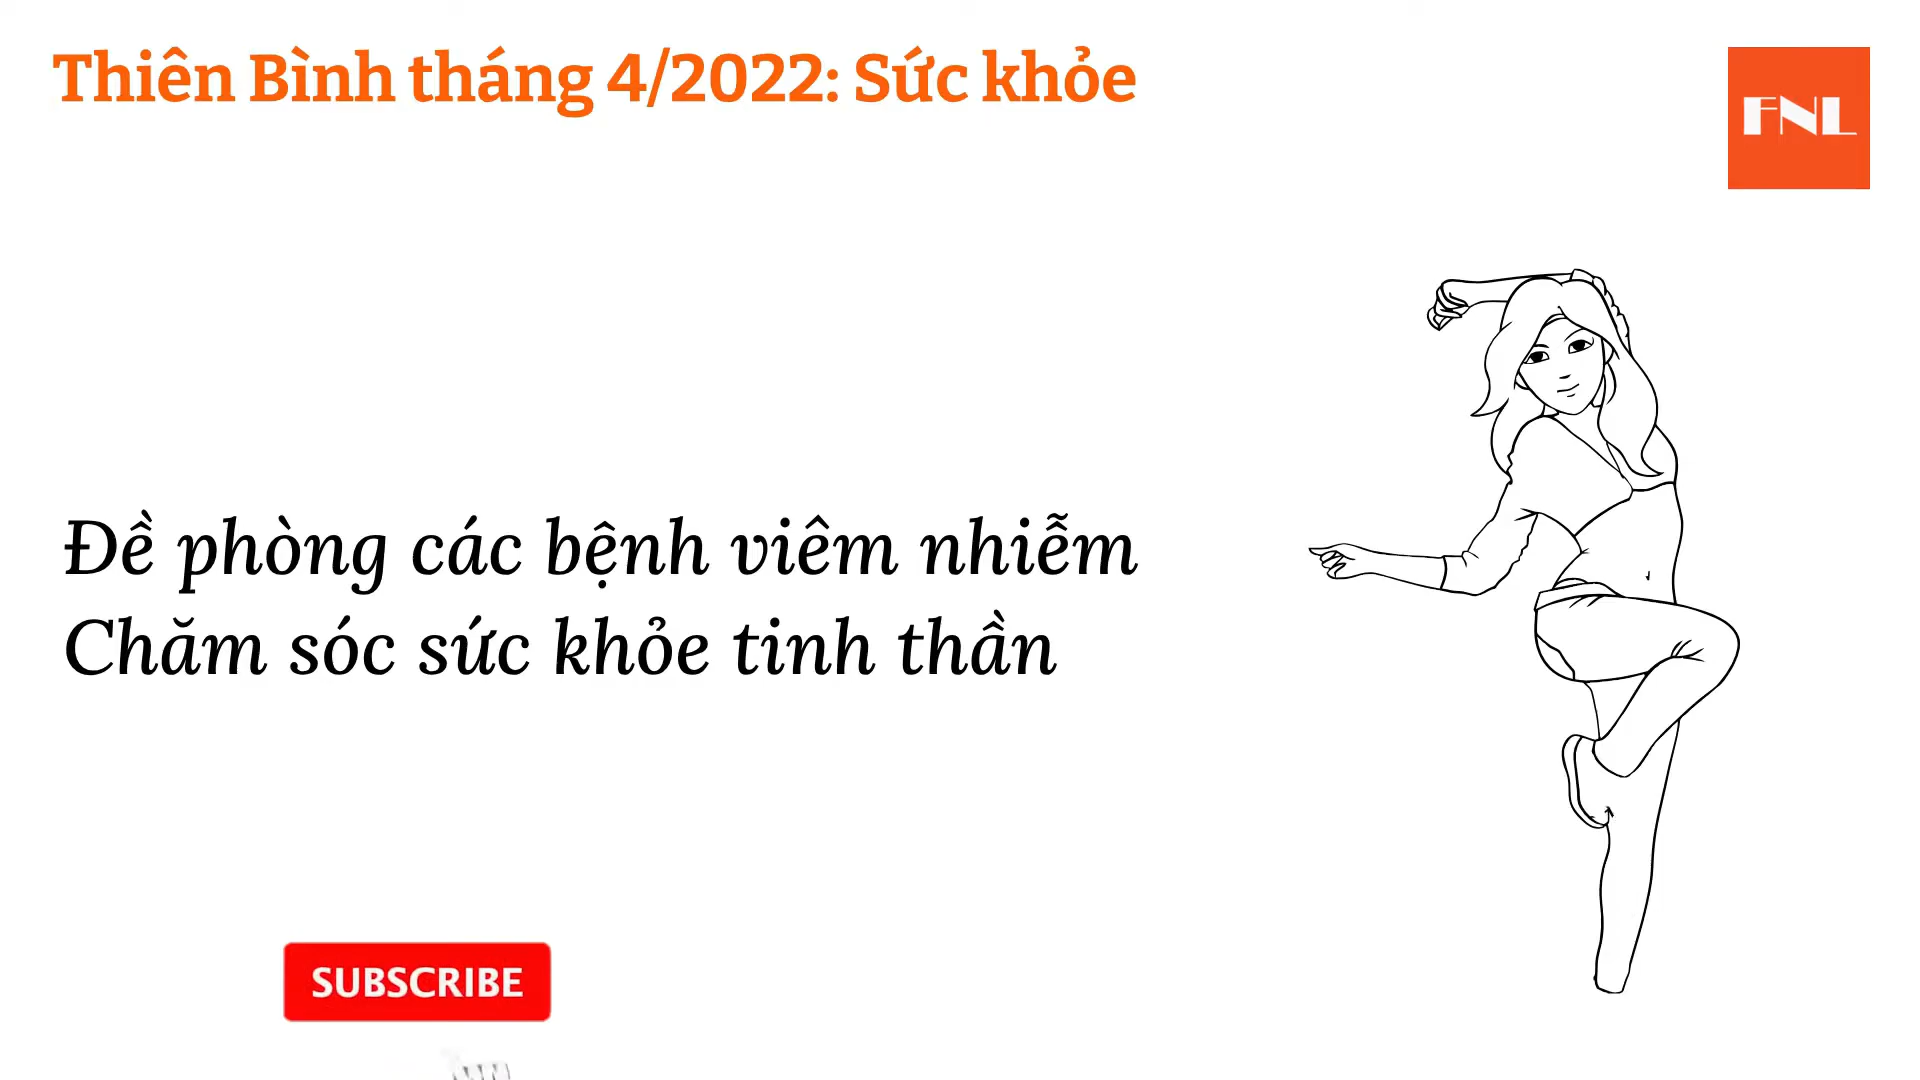 Thiên Bình tháng 4/2022: Sức khỏe
FNL
Đề phòng các bệnh viêm nhiễm
Chăm sóc sức khỏe tinh thần
SUBSCRIBE